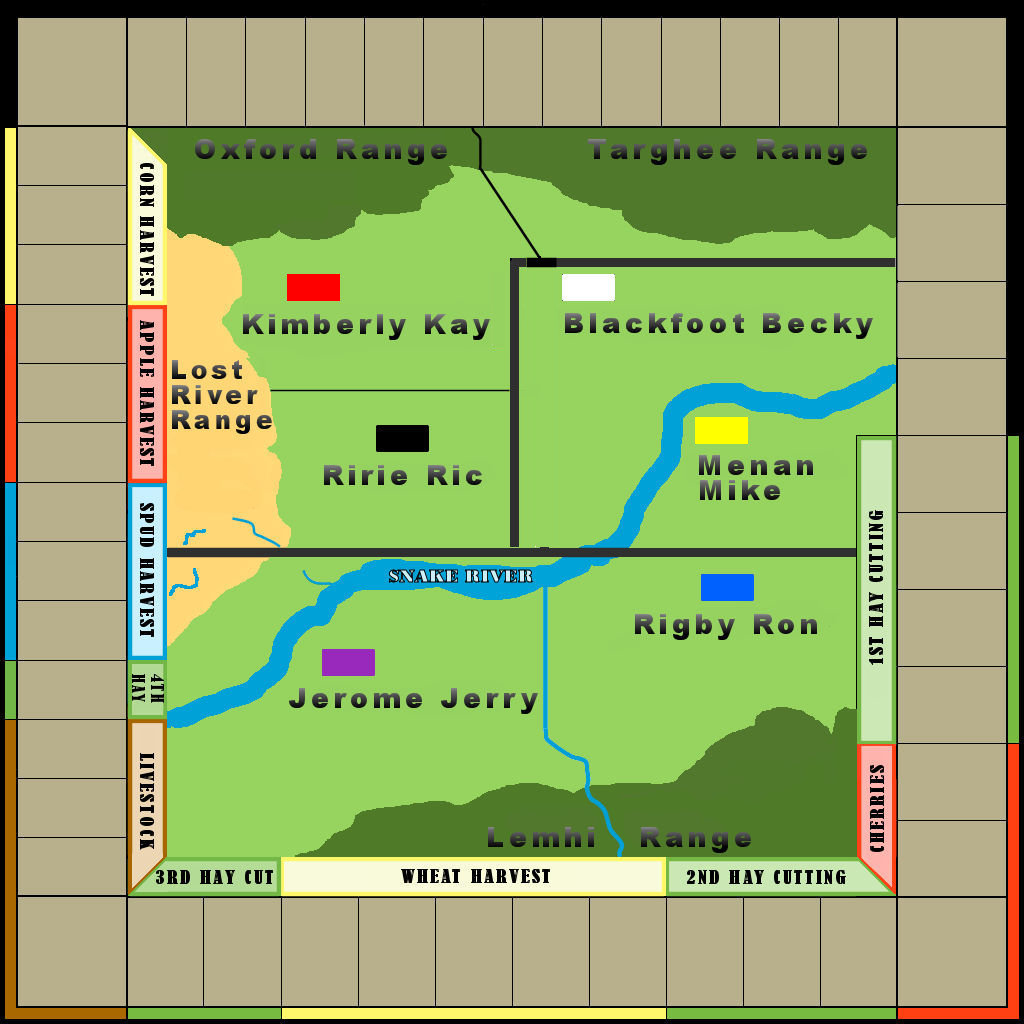 Oxford Range
Targhee Range
CORN HARVEST
Kimberly Kay
Blackfoot Becky
APPLE HARVEST
Lost
River
Range
Ririe Ric
Menan
Mike
SPUD HARVEST
1ST HAY CUTTING
SNAKE RIVER
Rigby Ron
4TH
HAY
Jerome Jerry
LIVESTOCK
CHERRIES
Lemhi Range
3RD HAY CUT
WHEAT HARVEST
2ND HAY CUTTING